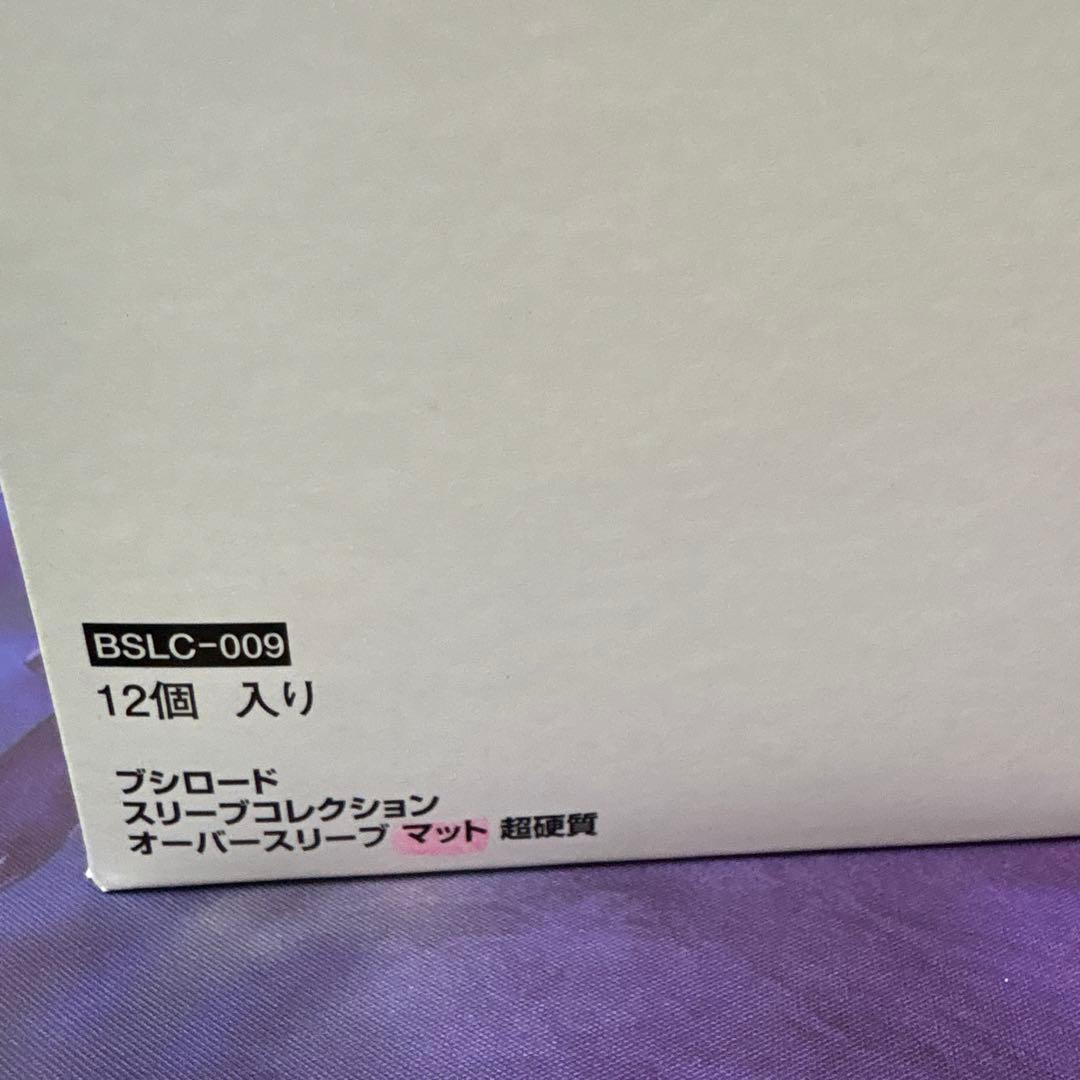 BSLC-009
12個 入り
ブシロード
スリーブコレクション
オーバースリーブ マット 超硬質